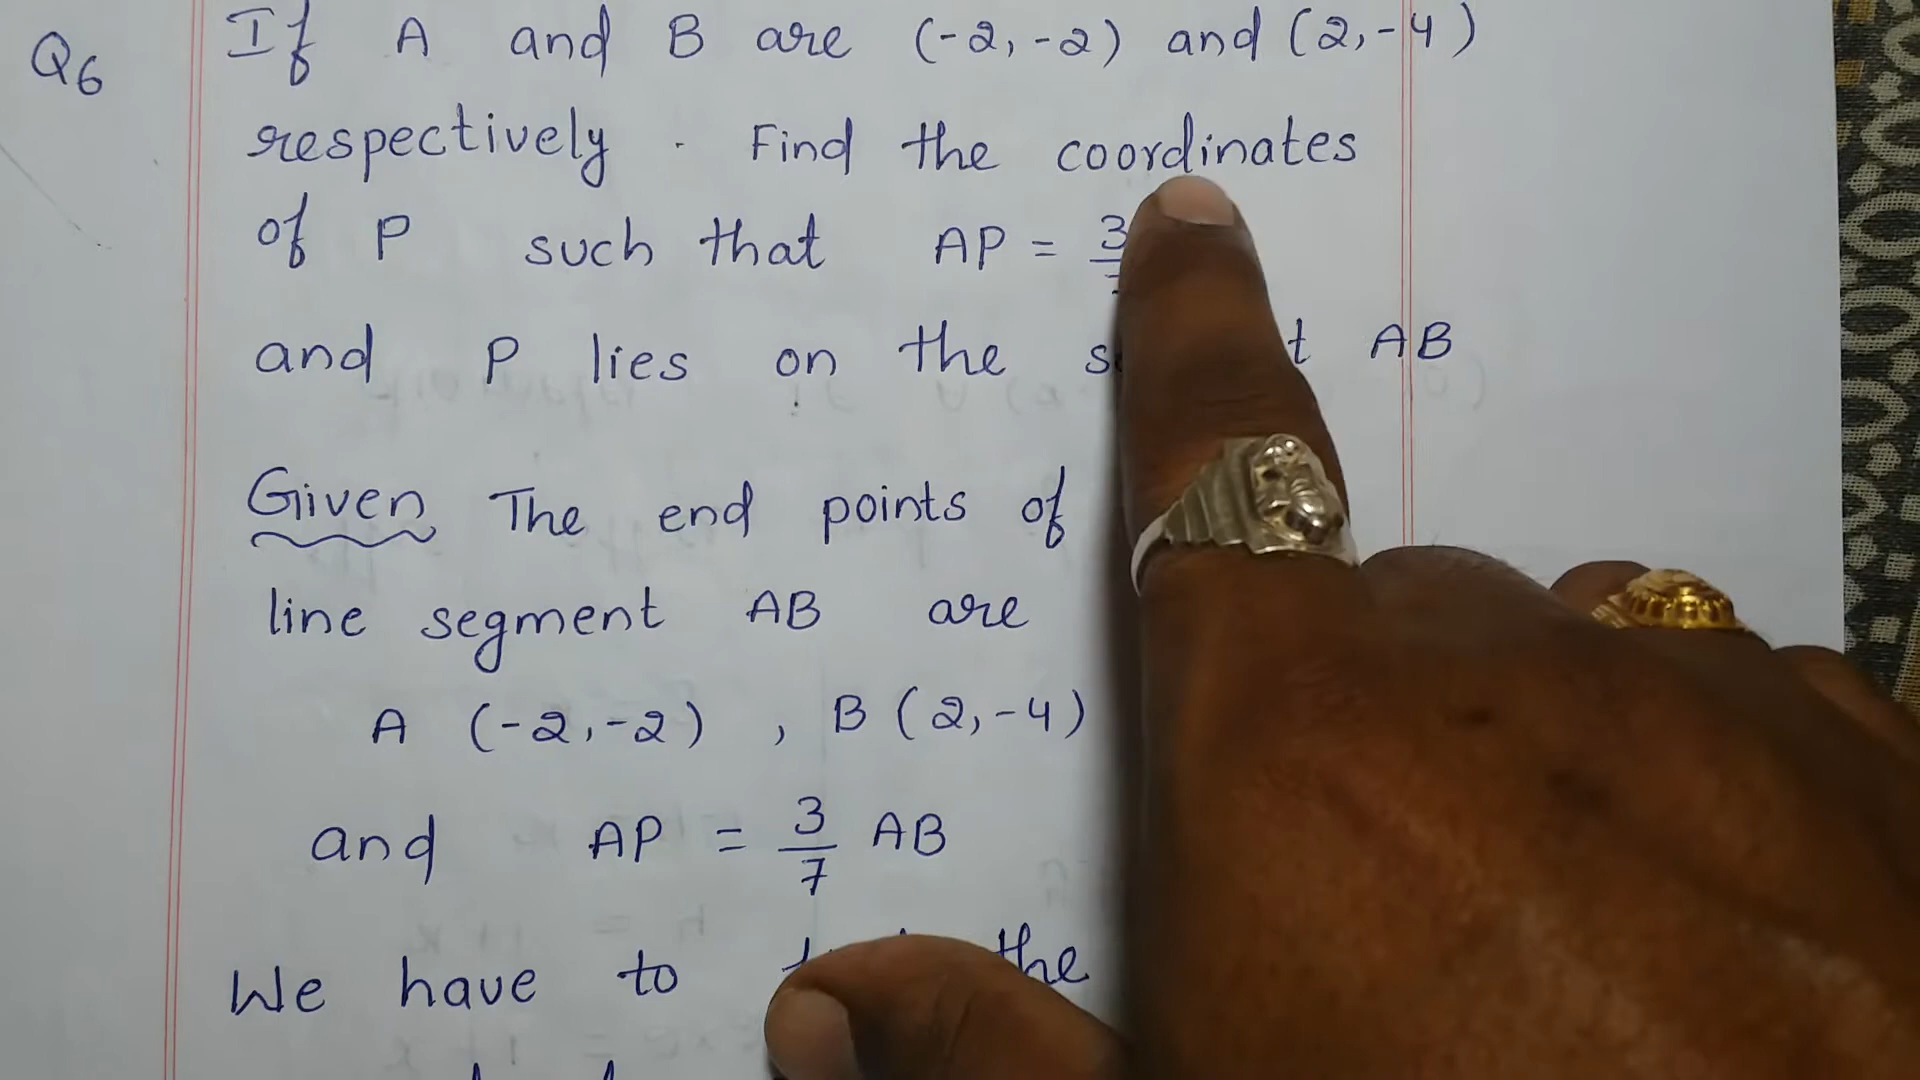 Q6 If A and B are (-2,-2) and (2,-4)
respectively. Find the coordinates
of P such that AP = 3
and P lies on the AB
Given The end points of
line segment AB are
A (-2,-2), B (2,-4)
and AP = 3/7 AB
We have to the